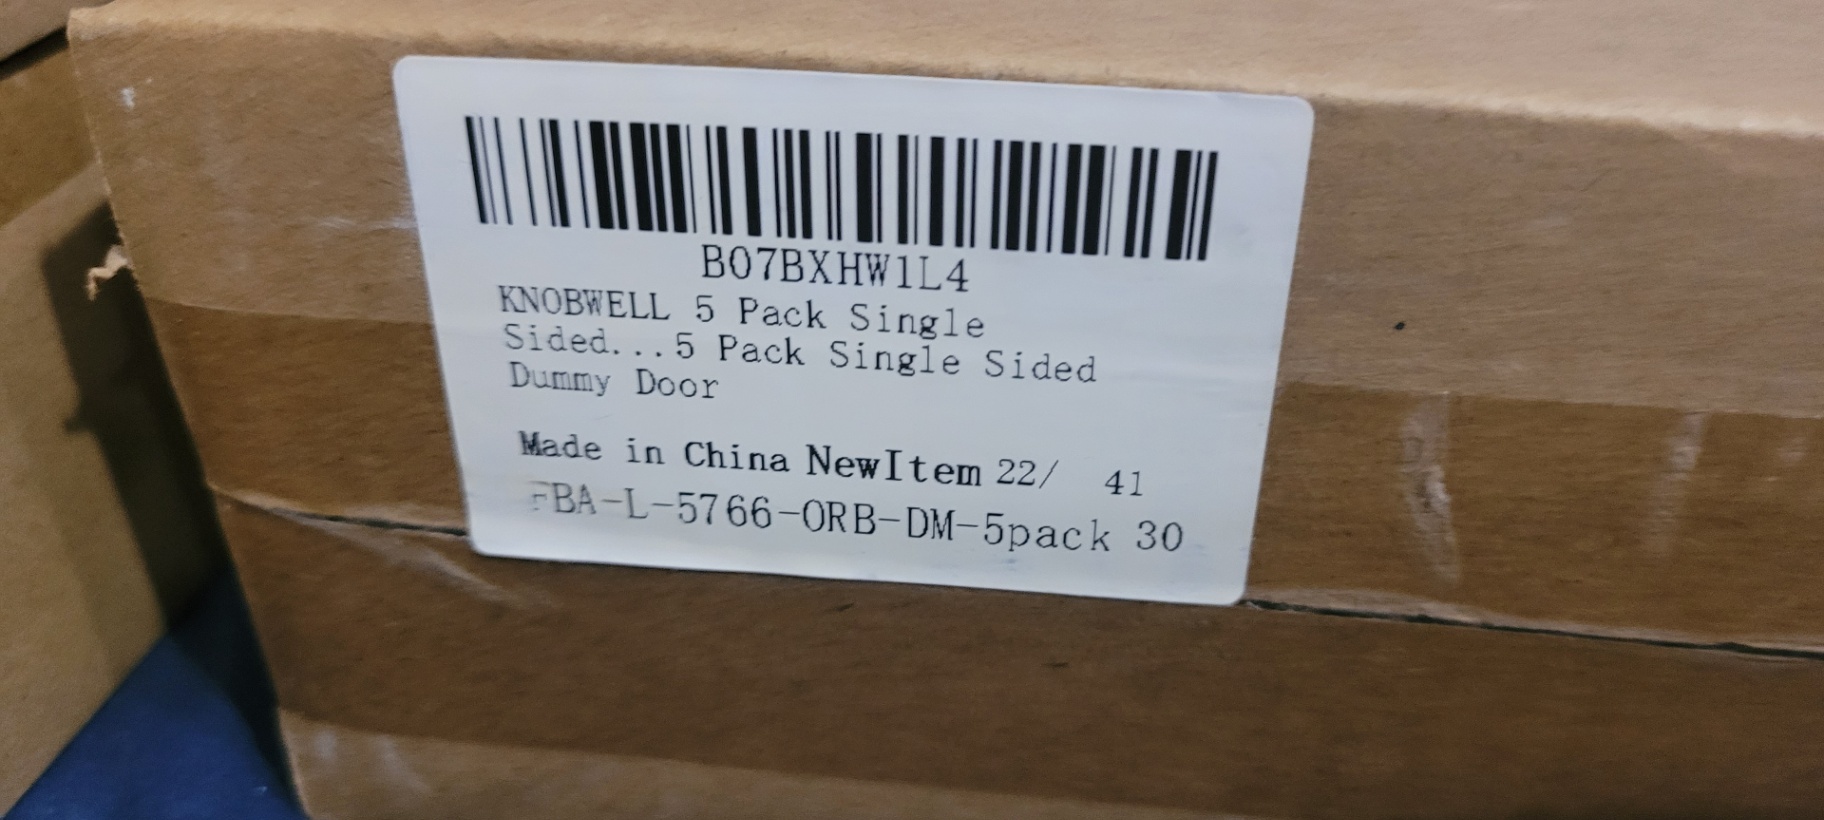 B07BXHW1L4
KNOBWELL 5 Pack Single
Sided...5 Pack Single Sided
Dummy Door
Made in China NewItem 22/ 41
FBA-L-5766-ORB-DM-5pack 30